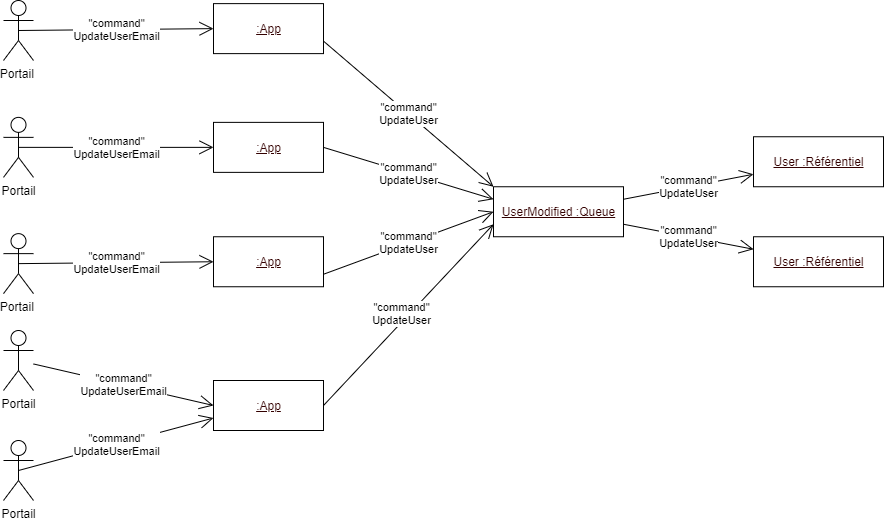 "command"
UpdateUserEmail
:App
Portail
"command"
UpdateUser
"command"
UpdateUserEmail
:App
Portail
"command"
UpdateUser
User :Référentiel
"command"
UpdateUser
UserModified :Queue
"command"
UpdateUserEmail
:App
Portail
"command"
UpdateUser
"command"
UpdateUser
User :Référentiel
"command"
UpdateUser
Portail
"command"
UpdateUserEmail
:App
"command"
UpdateUserEmail
Portail